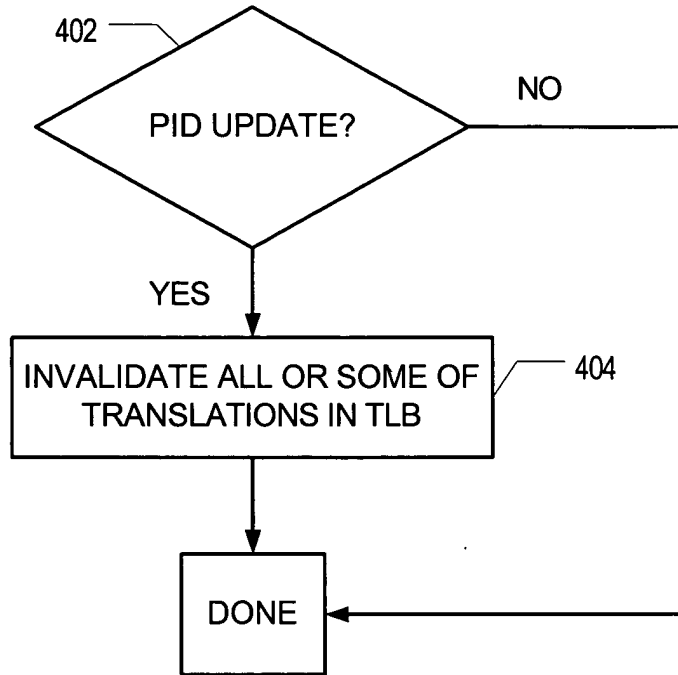 402
PID UPDATE?
NO
YES
INVALIDATE ALL OR SOME OF
TRANSLATIONS IN TLB
404
DONE